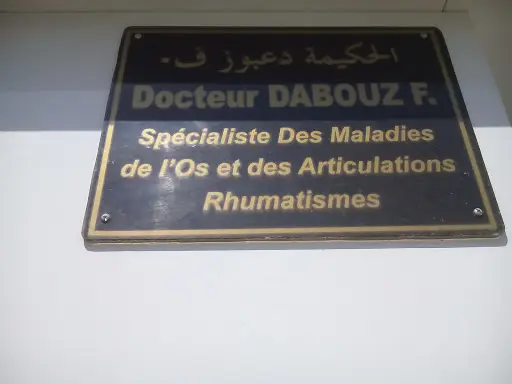 الحكيمة دعبوز ف.
Docteur DABOUZ F.
Spécialiste Des Maladies
de l'Os et des Articulations
Rhumatismes